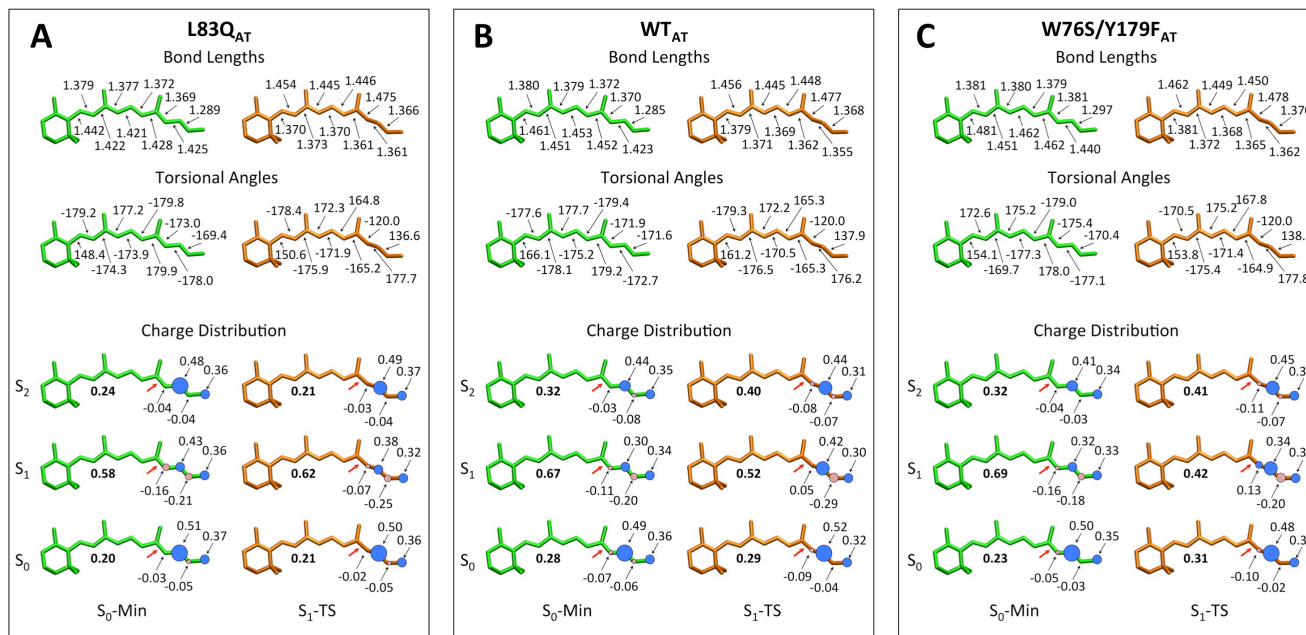 A
L83Q_AT
Bond Lengths
1.379 1.377 1.372 1.369 1.289
1.442 1.422 1.421 1.428 1.425
1.454 1.445 1.446 1.475 1.366
1.370 1.373 1.370 1.361 1.361
Torsional Angles
-179.2 177.2 -179.8 -173.0 -169.4
148.4 -174.3 -173.9 179.9 -178.0
-178.4 172.3 164.8 -120.0 136.6
150.6 -175.9 -171.9 -165.2 177.7
Charge Distribution
S2
0.24 0.48 0.36 -0.04 -0.04
0.21 0.49 0.37 -0.03 -0.04
S1
0.58 0.43 0.36 -0.16 -0.21
0.62 0.38 0.32 -0.07 -0.25
S0
0.20 0.51 0.37 -0.03 -0.05
0.21 0.50 0.36 -0.02 -0.05
S0-Min S1-TS
B
WT_AT
Bond Lengths
1.380 1.379 1.372 1.370 1.285
1.461 1.451 1.453 1.452 1.423
1.456 1.445 1.448 1.477 1.368
1.379 1.371 1.369 1.362 1.355
Torsional Angles
-177.6 177.7 -179.4 -171.9 -171.6
166.1 -178.1 -175.2 179.2 -172.7
-179.3 172.2 165.3 -120.0 137.9
161.2 -176.5 -170.5 -165.3 176.2
Charge Distribution
S2
0.32 0.44 0.35 -0.03 -0.08
0.40 0.44 0.31 -0.08 -0.07
S1
0.67 0.30 0.34 -0.11 -0.20
0.52 0.42 0.30 0.05 -0.29
S0
0.28 0.49 0.36 -0.07 -0.06
0.29 0.52 0.32 -0.09 -0.04
S0-Min S1-TS
C
W76S/Y179F_AT
Bond Lengths
1.381 1.380 1.379 1.381 1.297
1.481 1.451 1.462 1.462 1.440
1.462 1.449 1.450 1.478
1.381 1.372 1.368 1.365 1.362
Torsional Angles
172.6 175.2 -179.0 -175.4 -170.4
154.1 -169.7 -177.3 178.0 -177.1
-170.5 175.2 167.8 -120.0
153.8 -175.4 -171.4 -164.9 177.8
Charge Distribution
S2
0.32 0.41 0.34 -0.04 -0.03
0.41 0.45 -0.11 -0.07
S1
0.69 0.32 0.33 -0.16 -0.18
0.42 0.34 0.13 -0.20
S0
0.23 0.50 0.35 -0.05 -0.03
0.31 0.48 -0.10 -0.02
S0-Min S1-TS